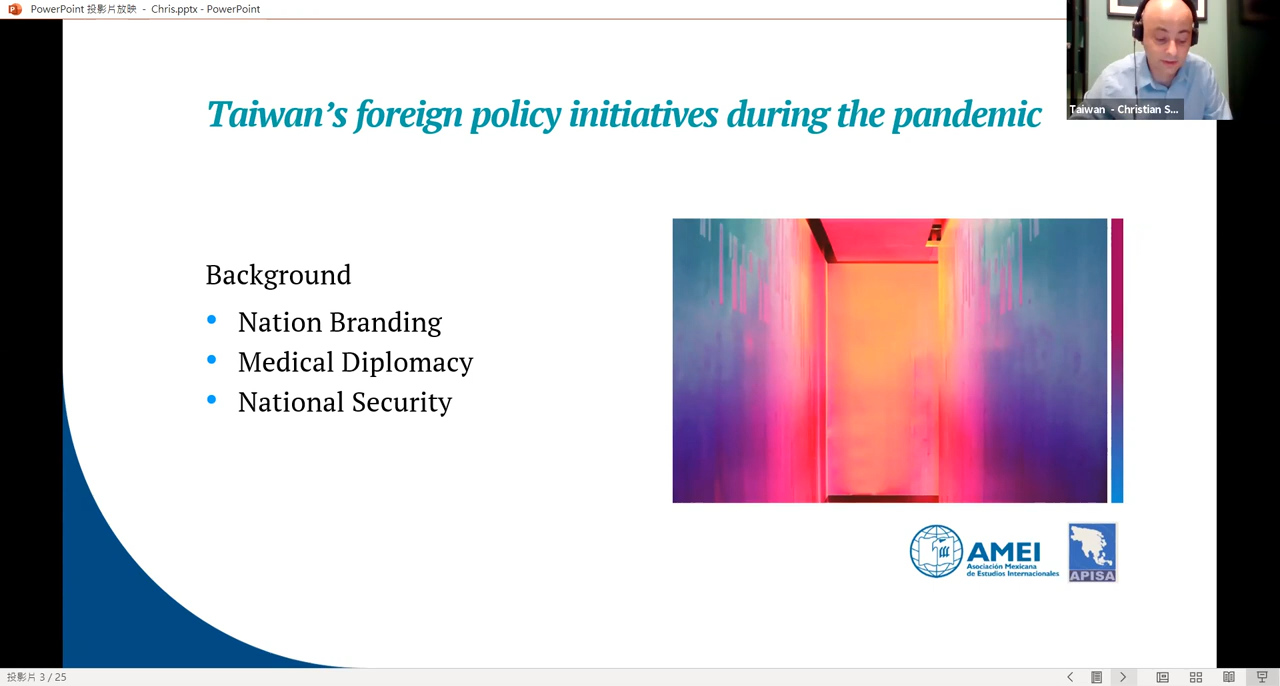 PowerPoint 投影片放映 - Chris.pptx - PowerPoint
Taiwan - Christian S...
Taiwan’s foreign policy initiatives during the pandemic
Background
• Nation Branding
• Medical Diplomacy
• National Security
AMEI
Asociación Mexicana
de Estudios Internacionales
APISA
投影片 3 / 25